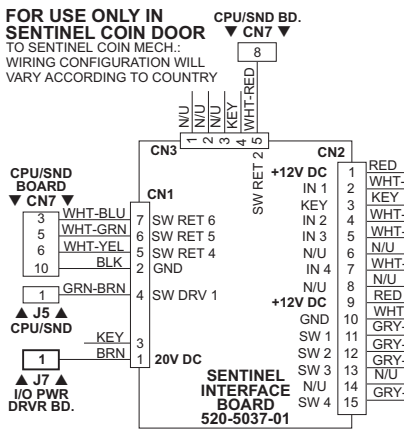 FOR USE ONLY IN
SENTINEL COIN DOOR
TO SENTINEL COIN MECH.:
WIRING CONFIGURATION WILL
VARY ACCORDING TO COUNTRY
CPU/SND BD.
▼ CN7 ▼
8
N/U
N/U
N/U
KEY
WHT-RED
1
2
3
4
5
CN3
SW RET 2
CN2
CPU/SND
BOARD
▼ CN7 ▼
CN1
3 WHT-BLU 7 SW RET 6
5 WHT-GRN 6 SW RET 5
6 WHT-YEL 5 SW RET 4
10 BLK 2 GND
1 GRN-BRN 4 SW DRV 1
▲ J5 ▲
CPU/SND
KEY 3
1 BRN 1 20V DC
▲ J7 ▲
I/O PWR
DRVR BD.
+12V DC 1 RED
IN 1 2 WHT-
KEY 3 KEY
IN 2 4 WHT-
IN 3 5 WHT-
N/U 6 N/U
IN 4 7 WHT-
N/U 8 N/U
+12V DC 9 RED
GND 10 WHT
SW 1 11 GRY-
SW 2 12 GRY-
SW 3 13 GRY-
N/U 14 N/U
SW 4 15 GRY-
SENTINEL
INTERFACE
BOARD
520-5037-01